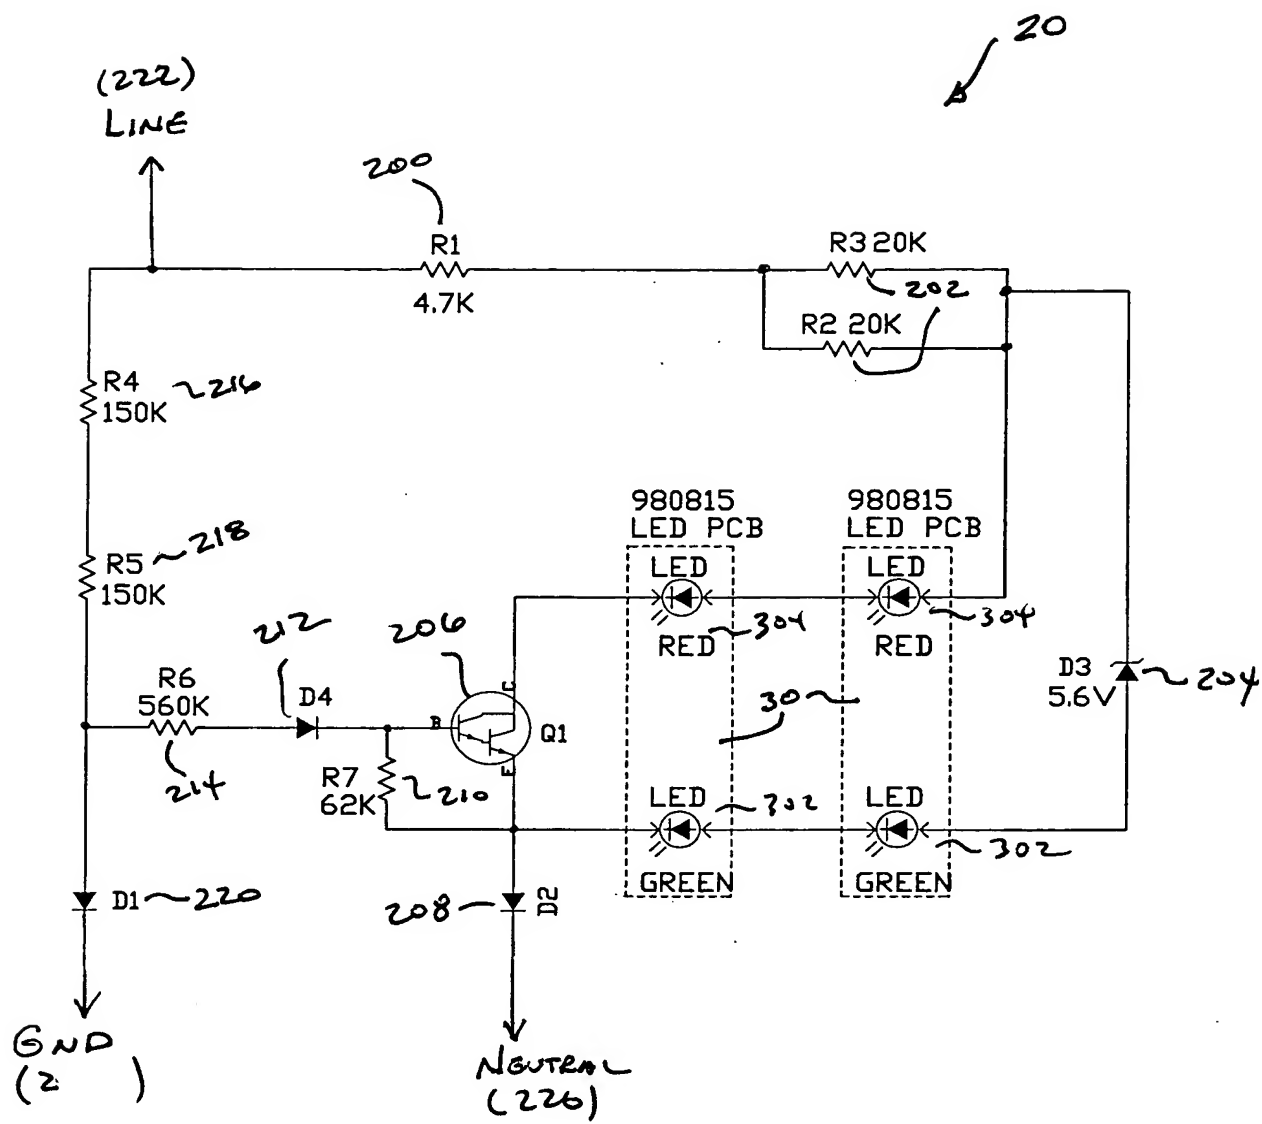 20
(222)
LINE
200
R1
4.7K
R3 20K
202
R2 20K
R4
150K
216
R5
150K
218
980815
LED PCB
980815
LED PCB
LED
LED
304
304
RED
RED
212
206
R6
560K
D4
C
B
Q1
E
30
D3
5.6V
204
214
R7
62K
210
LED
302
LED
302
GREEN
GREEN
D1
220
208
D2
GND
(2 )
NEUTRAL
(226)